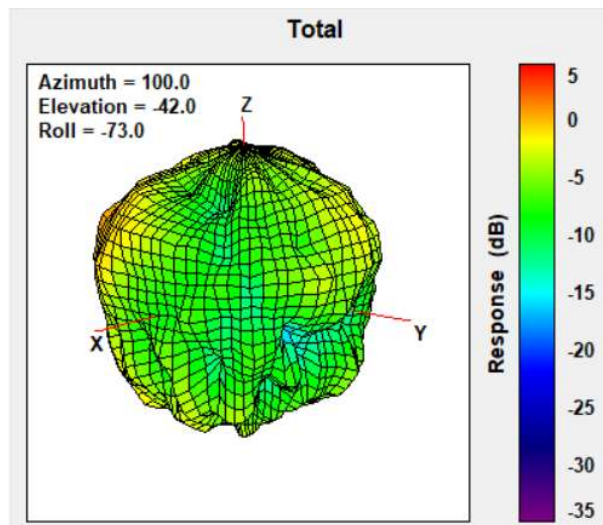 Total
Azimuth = 100.0
Elevation = -42.0
Roll = -73.0
Z
X
Y
Response (dB)
5
0
-5
-10
-15
-20
-25
-30
-35